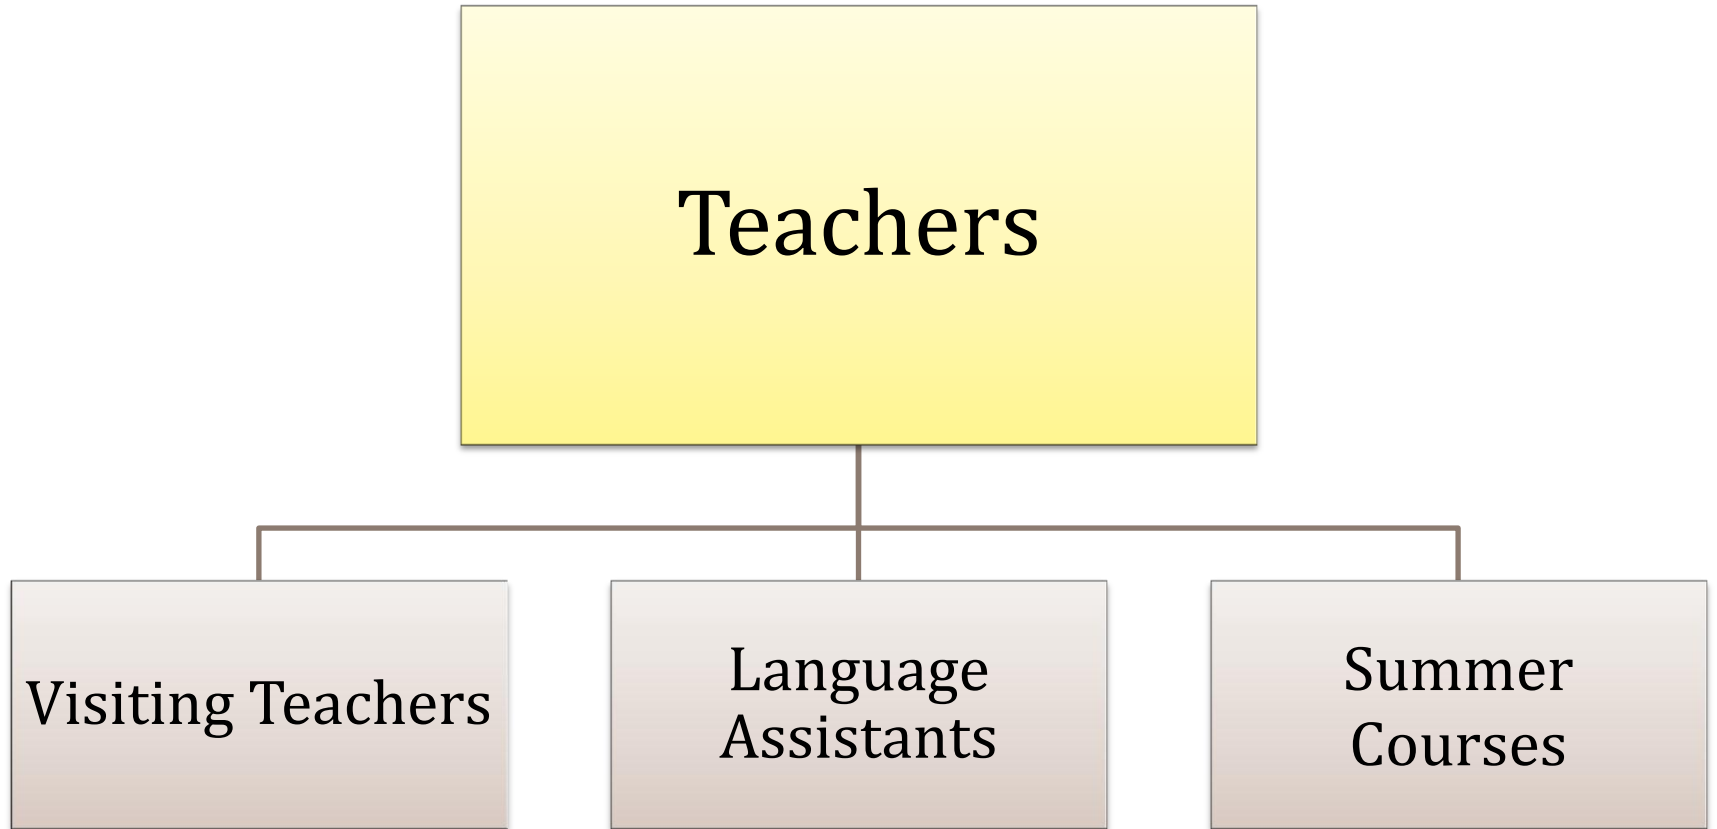 Teachers
Visiting Teachers
Language
Assistants
Summer
Courses